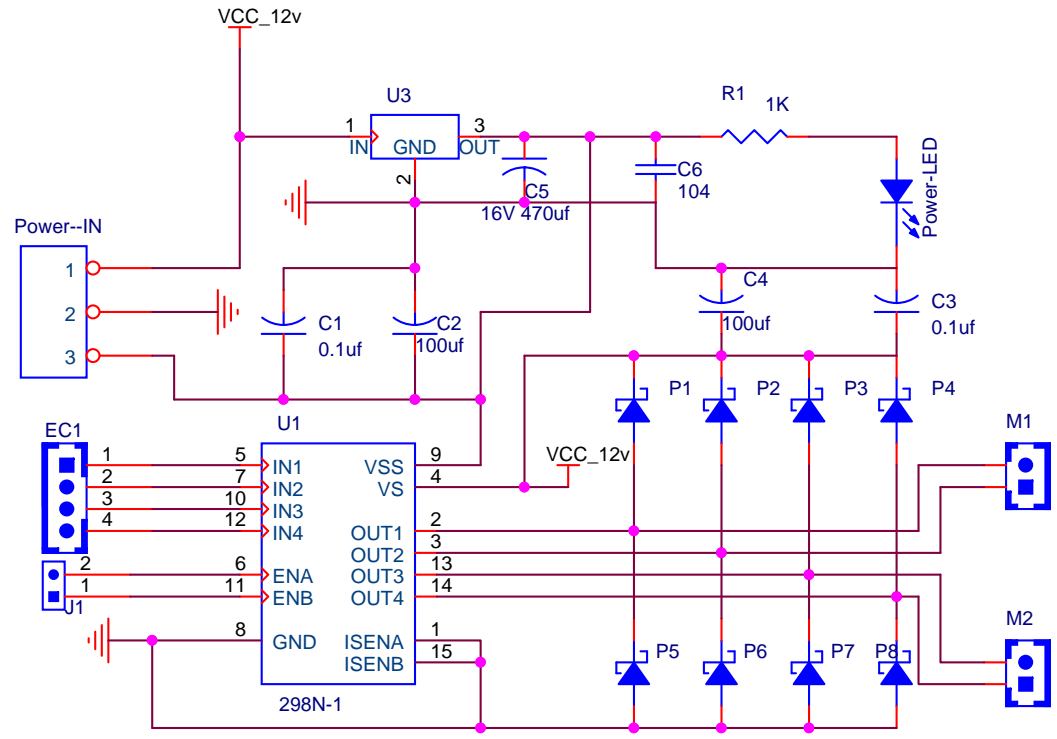 VCC_12v
U3
R1
1K
1
3
IN
GND
OUT
2
C5
16V 470uf
C6
104
Power-LED
Power--IN
1
2
3
C1
0.1uf
C2
100uf
C4
100uf
C3
0.1uf
P1
P2
P3
P4
U1
EC1
1
2
3
4
5
7
10
12
IN1
IN2
IN3
IN4
VSS
VS
9
4
VCC_12v
M1
OUT1
OUT2
OUT3
OUT4
2
3
13
14
2
1
J1
6
11
ENA
ENB
8
GND
ISENA
ISENB
1
15
M2
P5
P6
P7
P8
298N-1